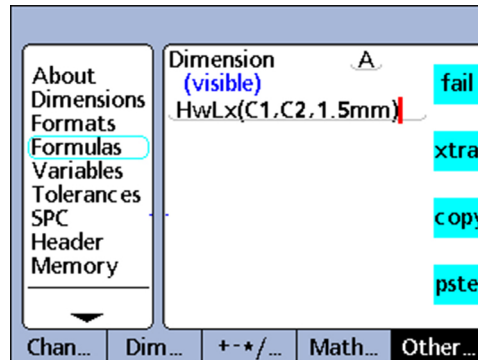 About
Dimensions
Formats
Formulas
Variables
Tolerances
SPC
Header
Memory
Dimension A
(visible)
HwLx(C1,C2,1.5mm)
fail
xtra
copy
pste
Chan... Dim... +-*/... Math... Other...